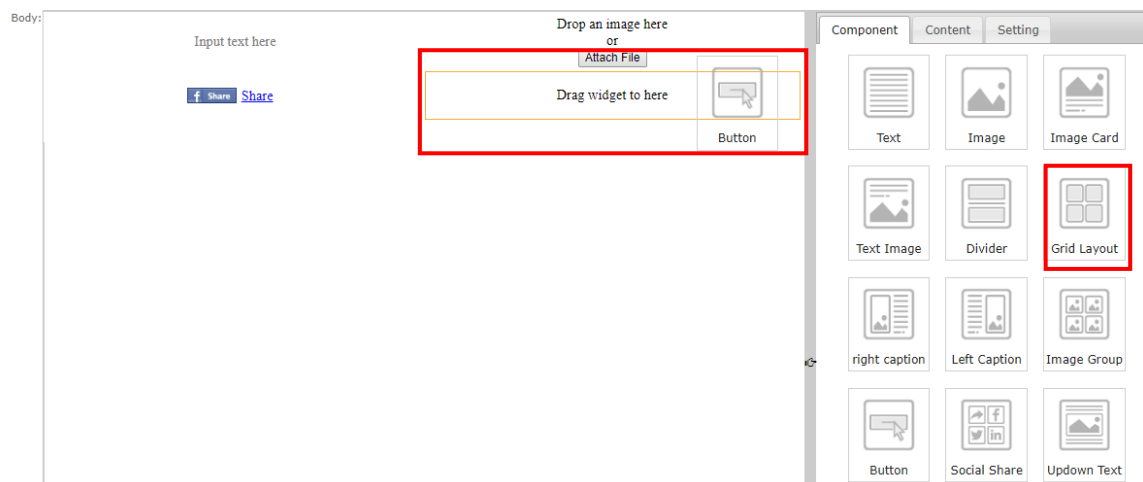 Body:
Input text here
Share Share
Drop an image here
or
Attach File
Drag widget to here
Button
Component Content Setting
Text Image Image Card
Text Image Divider Grid Layout
right caption Left Caption Image Group
Button Social Share Updown Text